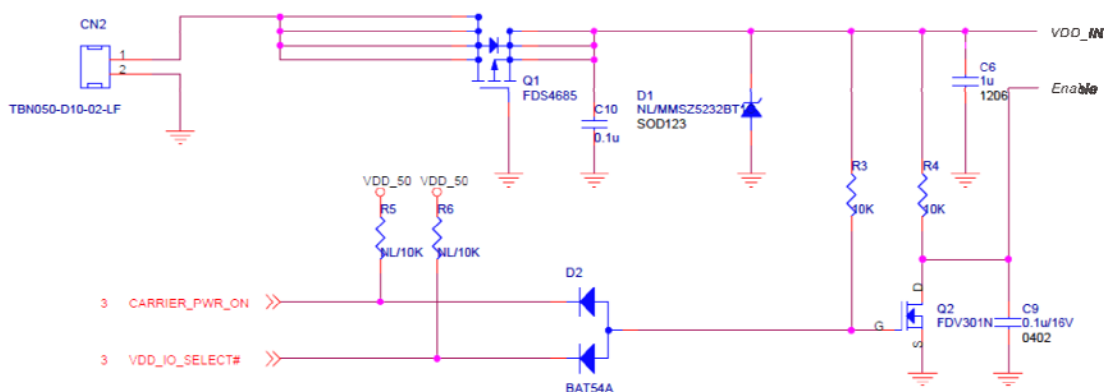 CN2
1
2
TBN050-D10-02-LF
Q1
FDS4685
C10
0.1u
D1
NL/MMSZ5232BT1
SOD123
C6
1u
1206
VDD_IN
Enable
VDD_50
VDD_50
R5
NL/10K
R6
NL/10K
R3
10K
R4
10K
3 CARRIER_PWR_ON
3 VDD_IO_SELECT#
D2
BAT54A
G
D
S
Q2
FDV301N
C9
0.1u/16V
0402